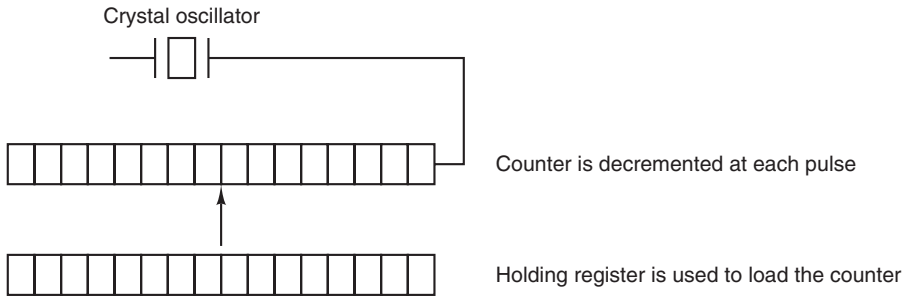 Crystal oscillator
Counter is decremented at each pulse
Holding register is used to load the counter